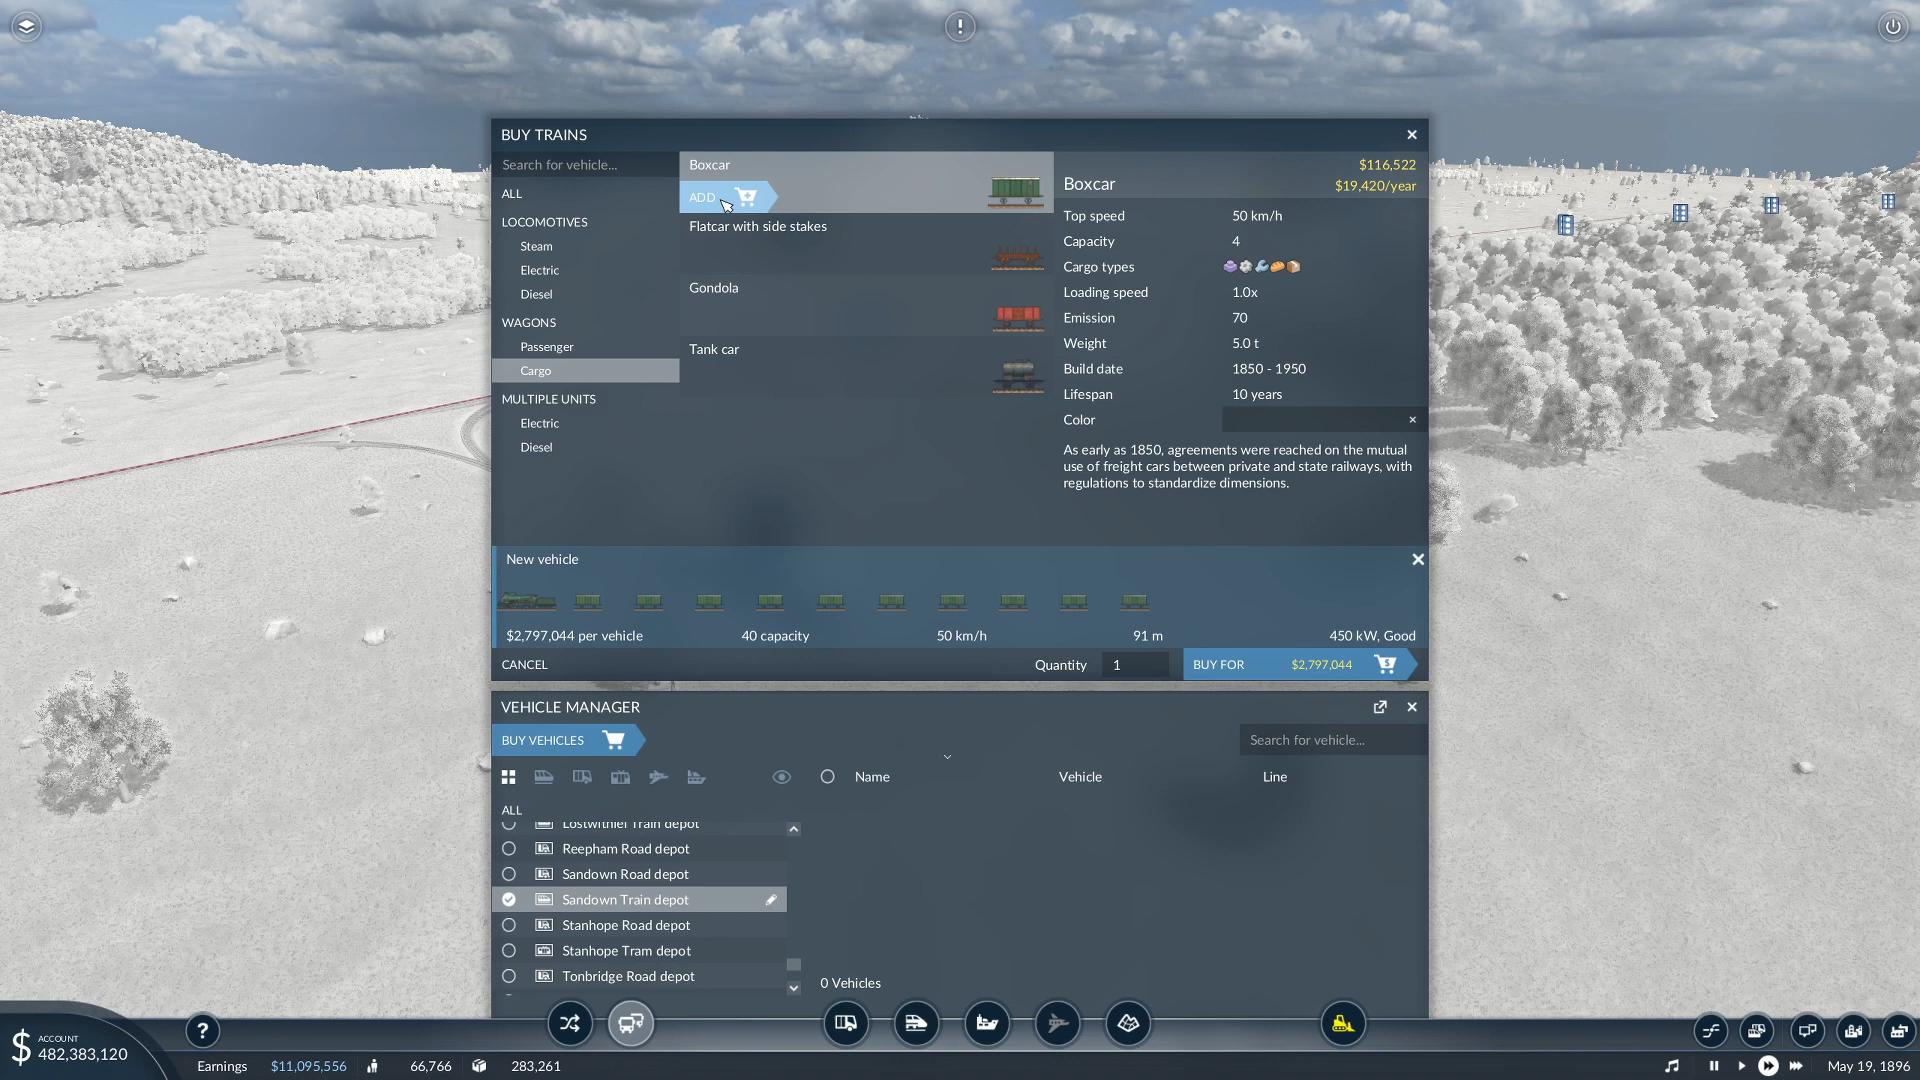 BUY TRAINS
Search for vehicle...
ALL
LOCOMOTIVES
Steam
Electric
Diesel
WAGONS
Passenger
Cargo
MULTIPLE UNITS
Electric
Diesel
Boxcar
ADD
Flatcar with side stakes
Gondola
Tank car
$116,522
Boxcar
$19,420/year
Top speed 50 km/h
Capacity 4
Cargo types
Loading speed 1.0x
Emission 70
Weight 5.0 t
Build date 1850 - 1950
Lifespan 10 years
Color
As early as 1850, agreements were reached on the mutual
use of freight cars between private and state railways, with
regulations to standardize dimensions.
New vehicle
$2,797,044 per vehicle 40 capacity 50 km/h 91 m 450 kW, Good
CANCEL Quantity 1 BUY FOR $2,797,044
VEHICLE MANAGER
BUY VEHICLES Search for vehicle...
Name Vehicle Line
ALL
Lostwithiel Train depot
Reepham Road depot
Sandown Road depot
Sandown Train depot
Stanhope Road depot
Stanhope Tram depot
Tonbridge Road depot
0 Vehicles
?
$ ACCOUNT
482,383,120
Earnings $11,095,556 66,766 283,261 May 19, 1896